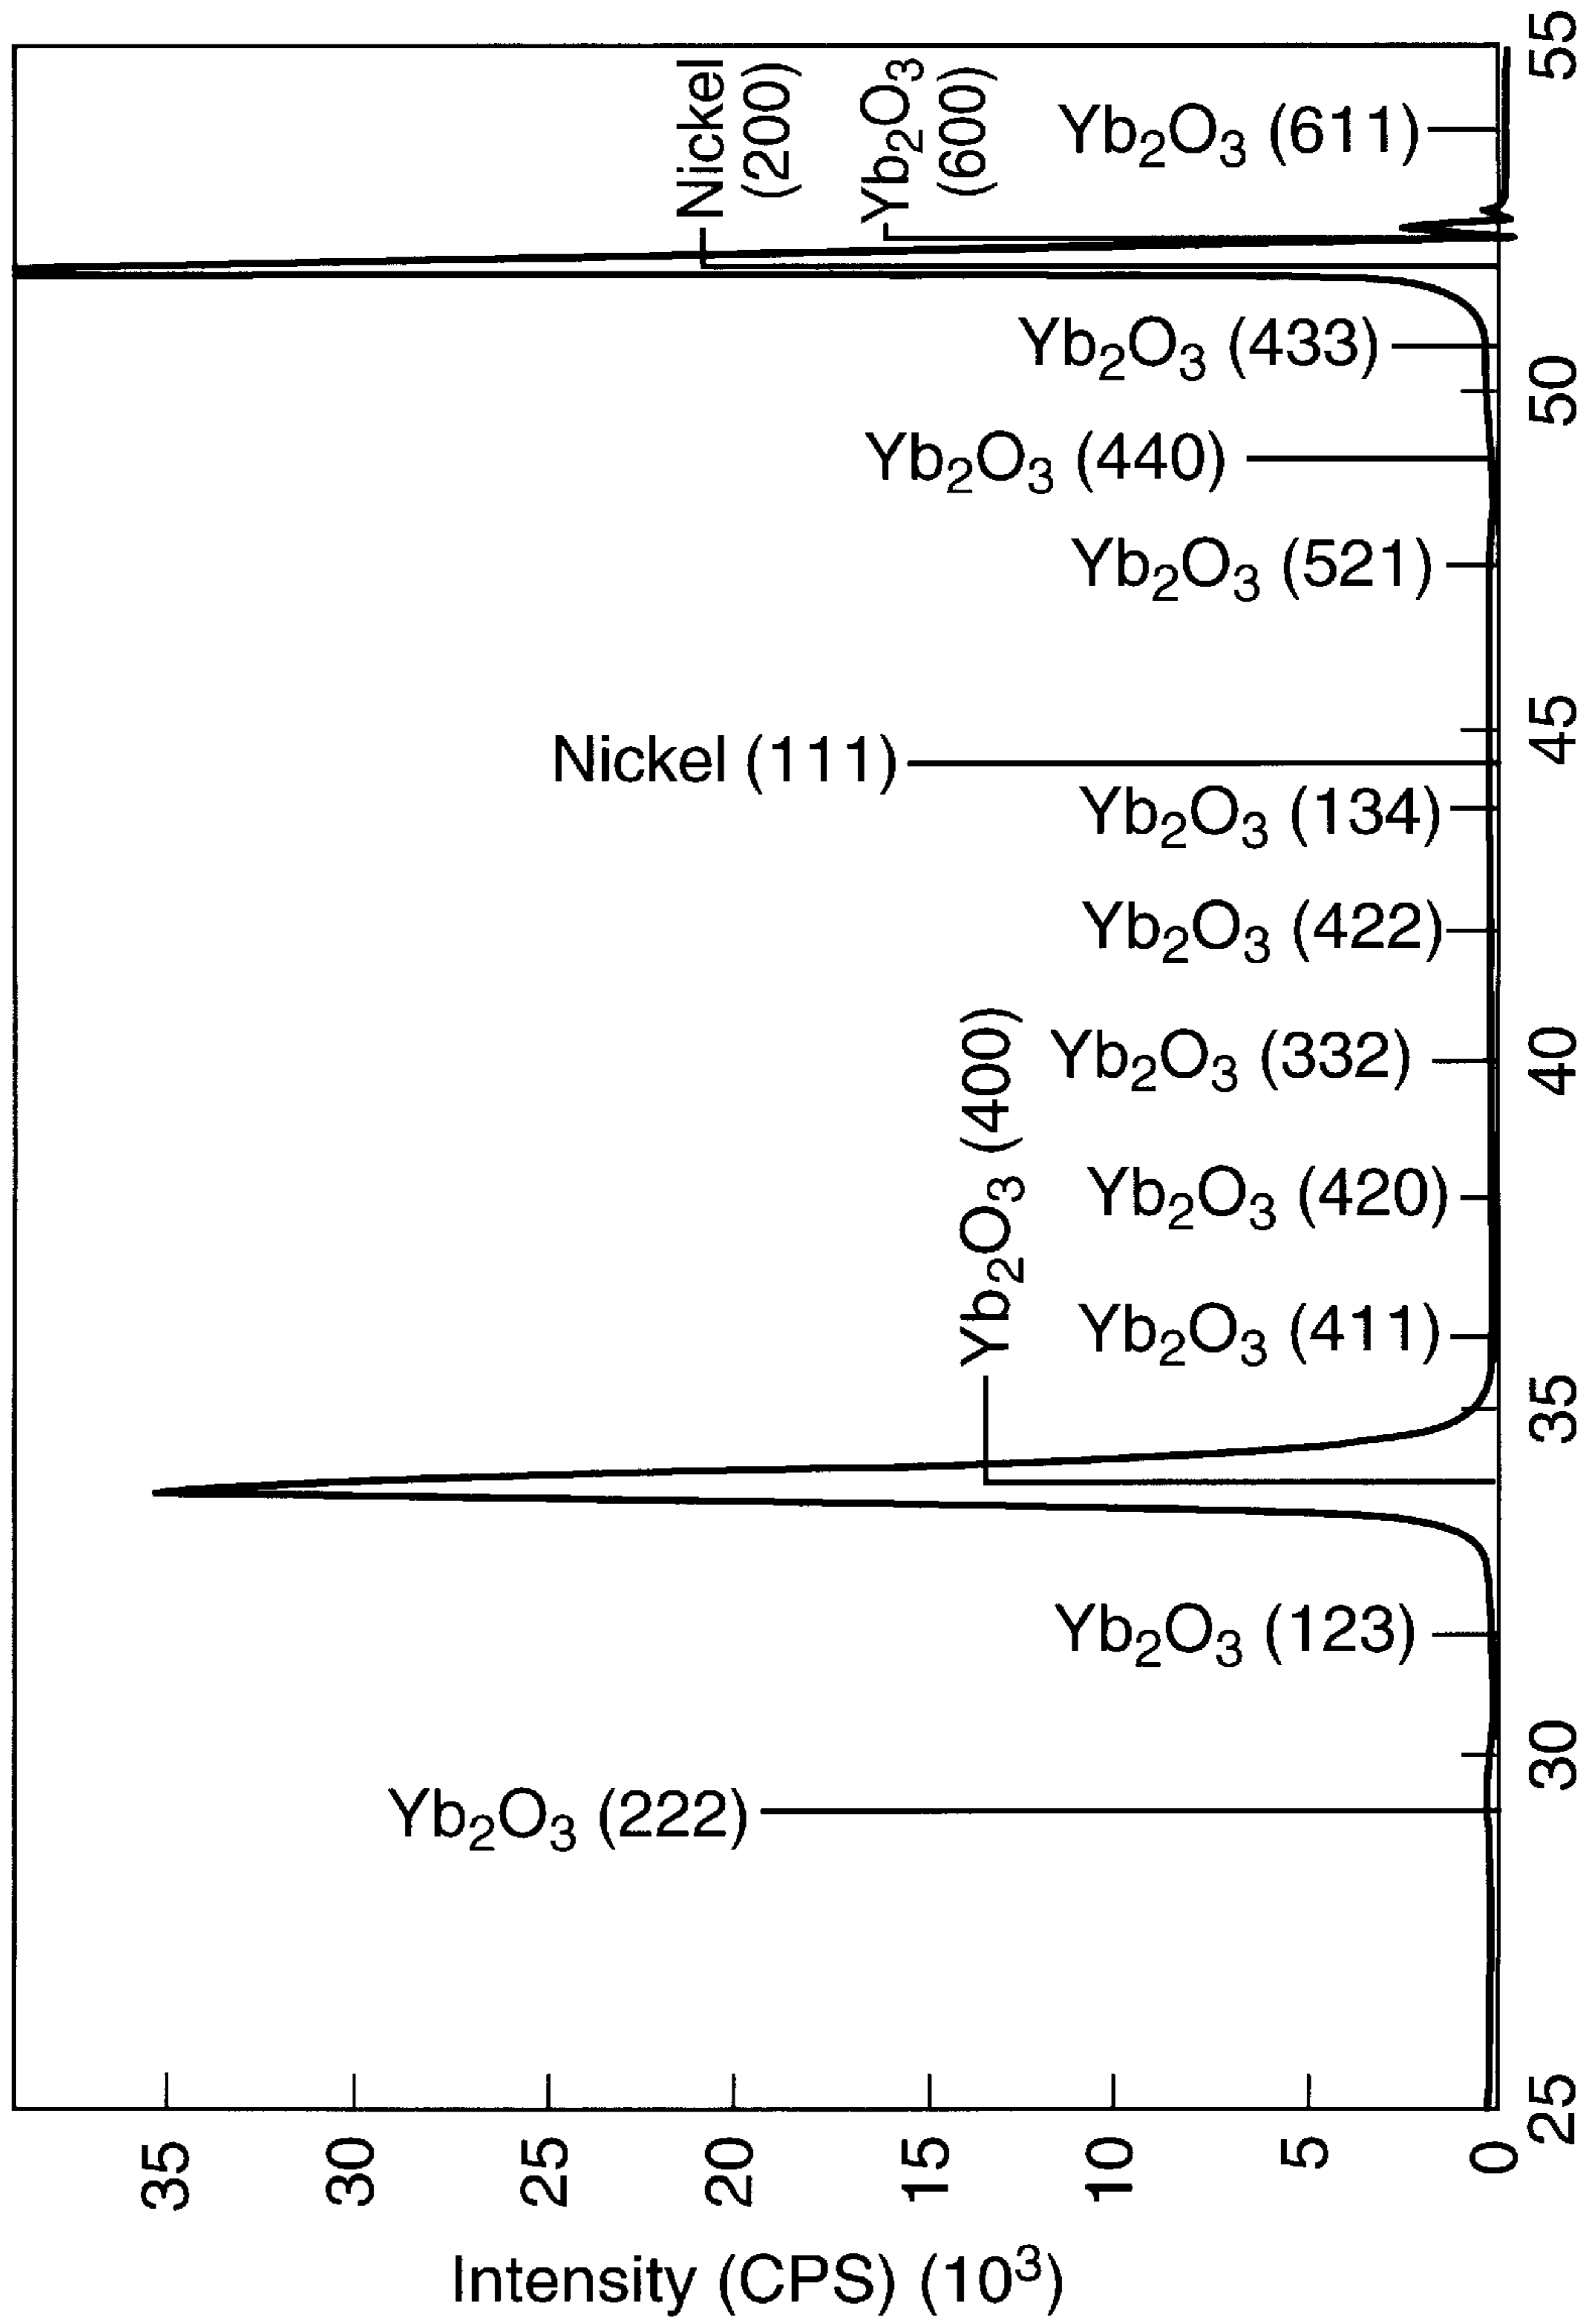 Nickel
(200)
Yb₂O₃
(600)
Yb₂O₃ (611)
Yb₂O₃ (433)
Yb₂O₃ (440)
Yb₂O₃ (521)
Nickel (111)
Yb₂O₃ (134)
Yb₂O₃ (422)
Yb₂O₃ (400)
Yb₂O₃ (332)
Yb₂O₃ (420)
Yb₂O₃ (411)
Yb₂O₃ (123)
Yb₂O₃ (222)
55
50
45
40
35
30
25
35
30
25
20
15
10
5
0
Intensity (CPS) (10³)